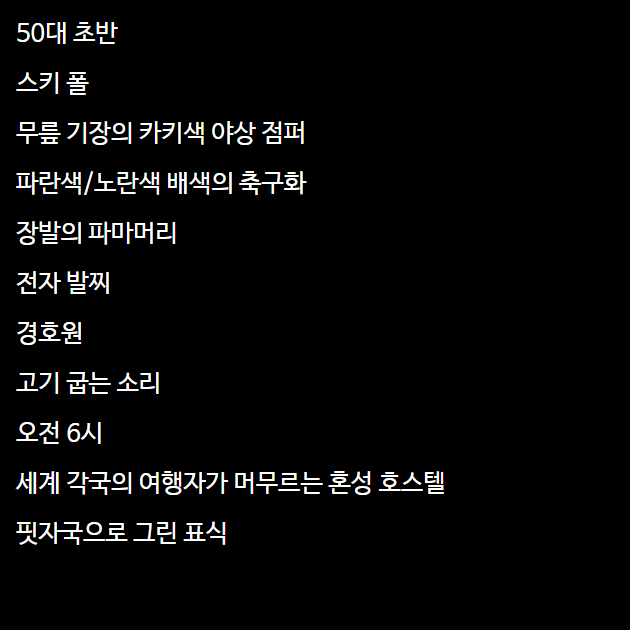 50대 초반
스키 폴
무릎 기장의 카키색 야상 점퍼
파란색/노란색 배색의 축구화
장발의 파마머리
전자 발찌
경호원
고기 굽는 소리
오전 6시
세계 각국의 여행자가 머무르는 혼성 호스텔
핏자국으로 그린 표식